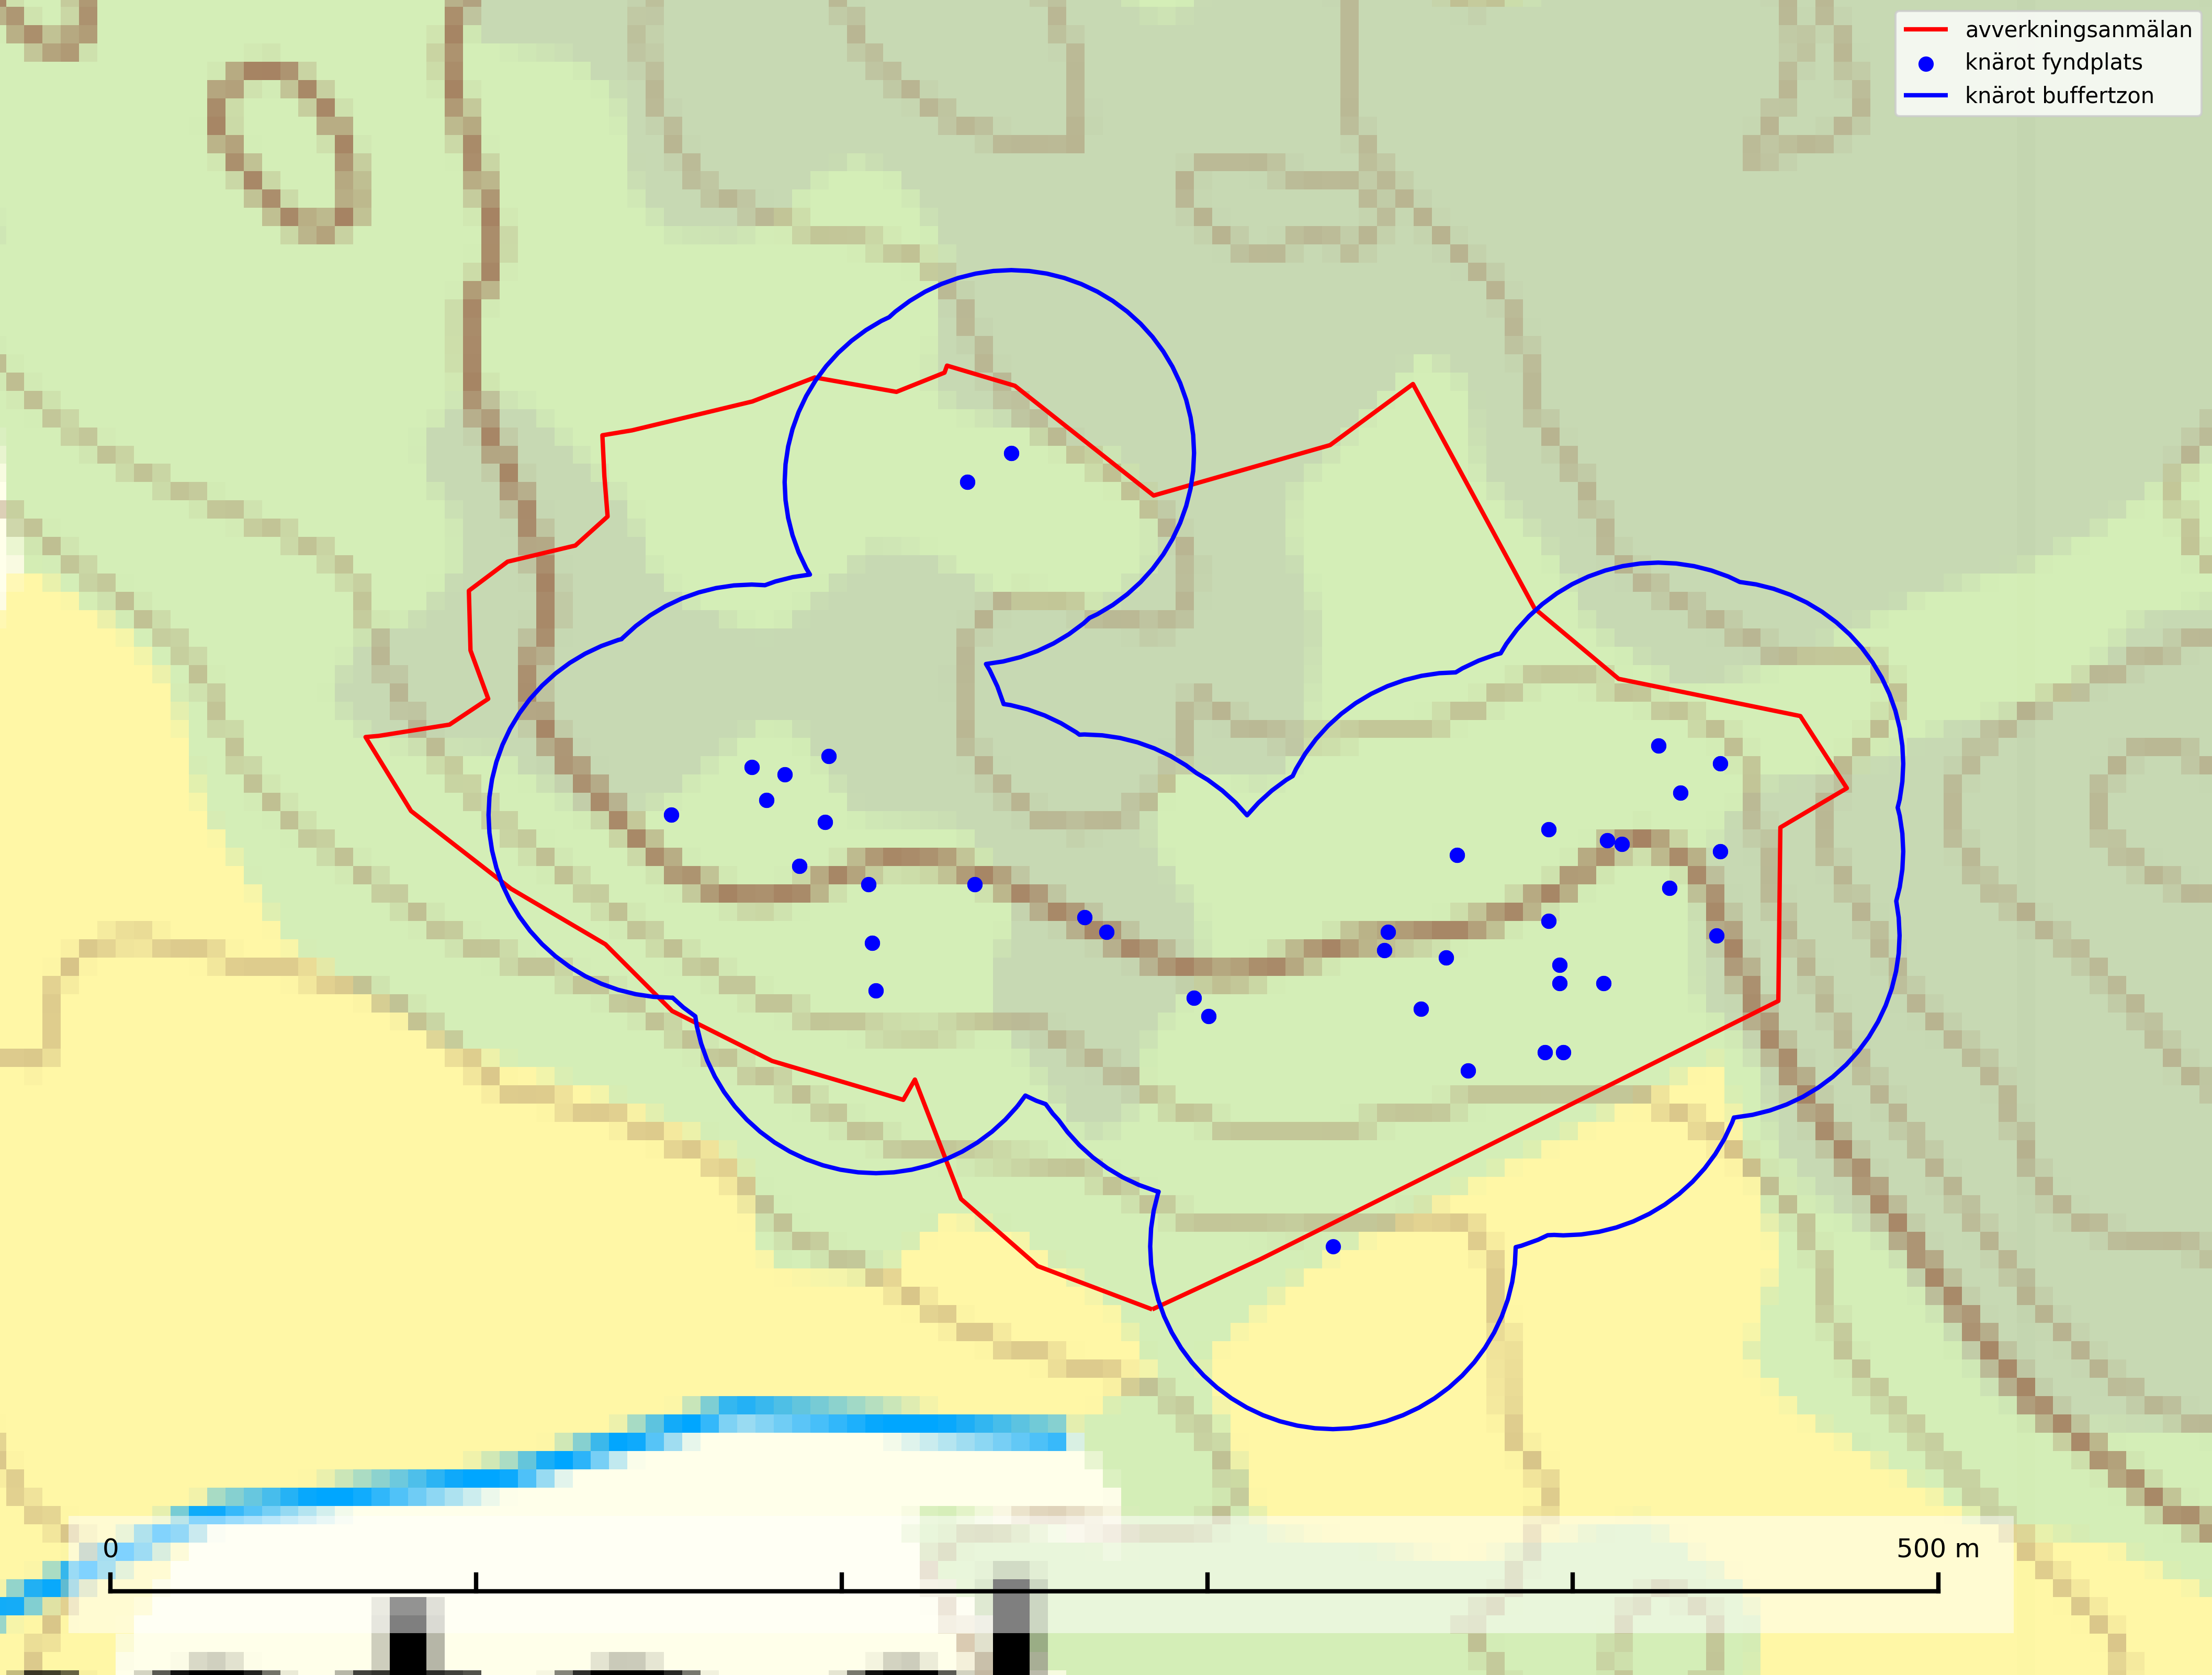 avverkningsanmälan
knärot fyndplats
knärot buffertzon
0
500 m